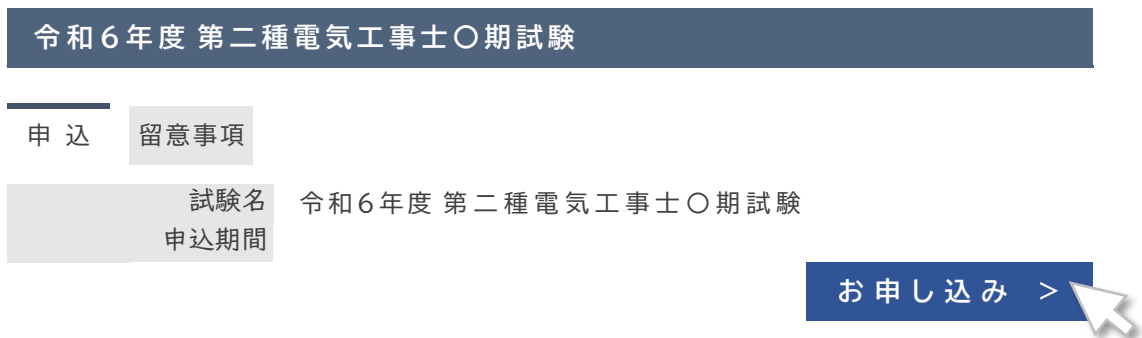 令和6年度 第二種電気工事士〇期試験
申込 留意事項
試験名 令和6年度 第二種電気工事士〇期試験
申込期間
お申し込み >